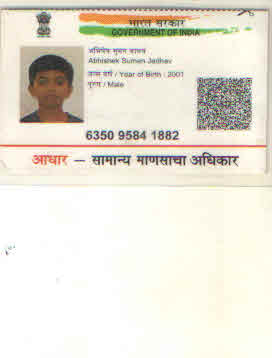 भारत सरकार
GOVERNMENT OF INDIA
अभिषेक सुमन जाधव
Abhishek Suman Jadhav
जन्म वर्ष / Year of Birth : 2001
पुरुष / Male
6350 9584 1882
आधार — सामान्य माणसाचा अधिकार